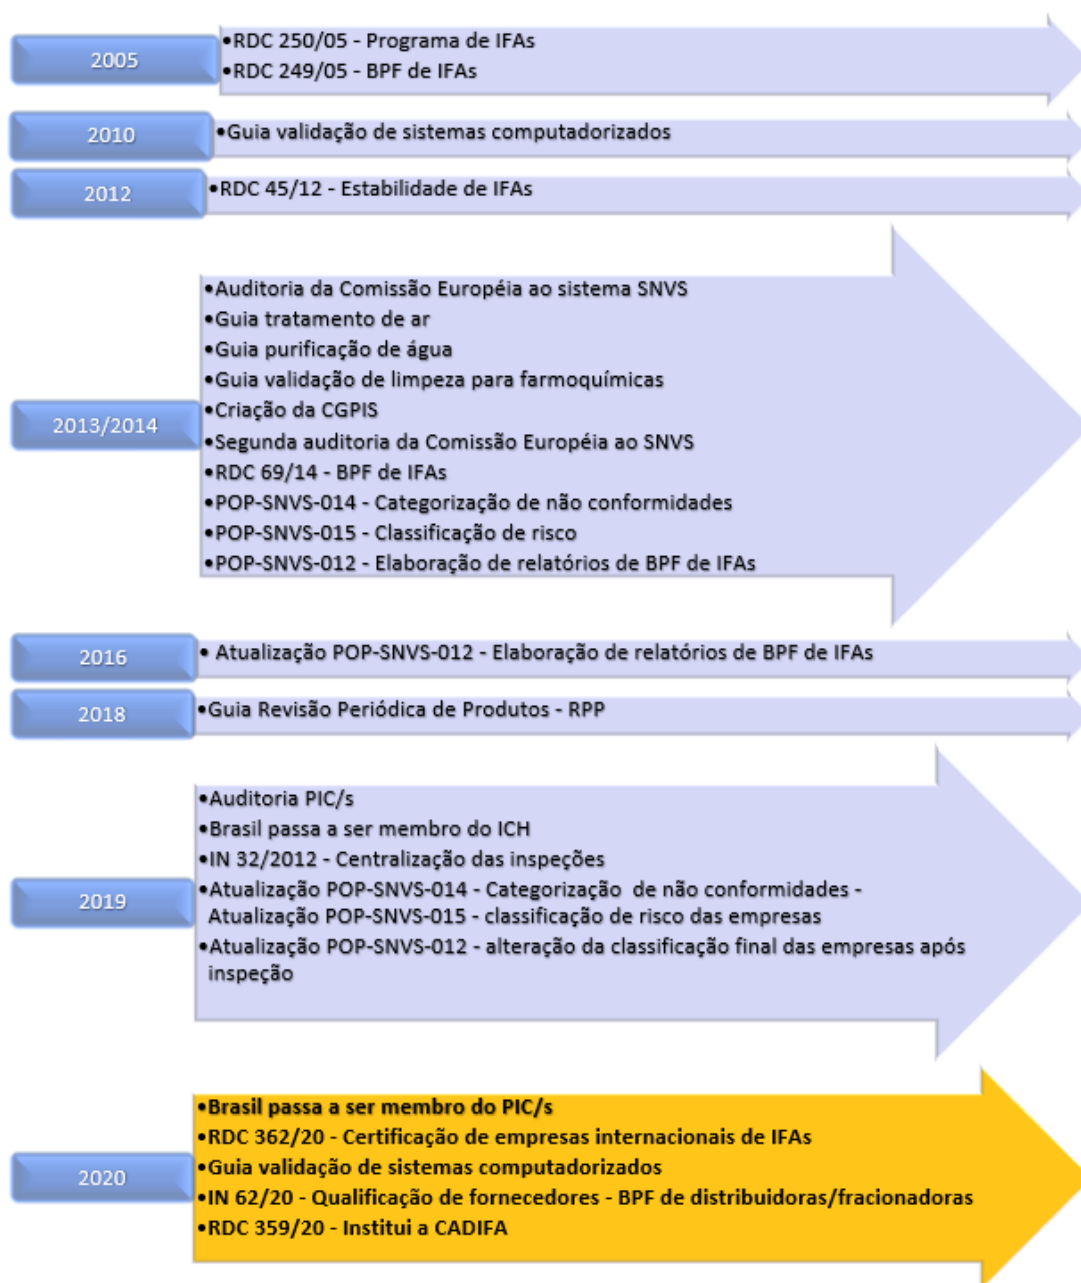 2005
•RDC 250/05 - Programa de IFAs
•RDC 249/05 - BPF de IFAs
2010
•Guia validação de sistemas computadorizados
2012
•RDC 45/12 - Estabilidade de IFAs
2013/2014
•Auditoria da Comissão Européia ao sistema SNVS
•Guia tratamento de ar
•Guia purificação de água
•Guia validação de limpeza para farmoquímicas
•Criação da CGPIS
•Segunda auditoria da Comissão Européia ao SNVS
•RDC 69/14 - BPF de IFAs
•POP-SNVS-014 - Categorização de não conformidades
•POP-SNVS-015 - Classificação de risco
•POP-SNVS-012 - Elaboração de relatórios de BPF de IFAs
2016
• Atualização POP-SNVS-012 - Elaboração de relatórios de BPF de IFAs
2018
•Guia Revisão Periódica de Produtos - RPP
2019
•Auditoria PIC/s
•Brasil passa a ser membro do ICH
•IN 32/2012 - Centralização das inspeções
•Atualização POP-SNVS-014 - Categorização de não conformidades -
Atualização POP-SNVS-015 - classificação de risco das empresas
•Atualização POP-SNVS-012 - alteração da classificação final das empresas após
inspeção
2020
•Brasil passa a ser membro do PIC/s
•RDC 362/20 - Certificação de empresas internacionais de IFAs
•Guia validação de sistemas computadorizados
•IN 62/20 - Qualificação de fornecedores - BPF de distribuidoras/fracionadoras
•RDC 359/20 - Institui a CADIFA